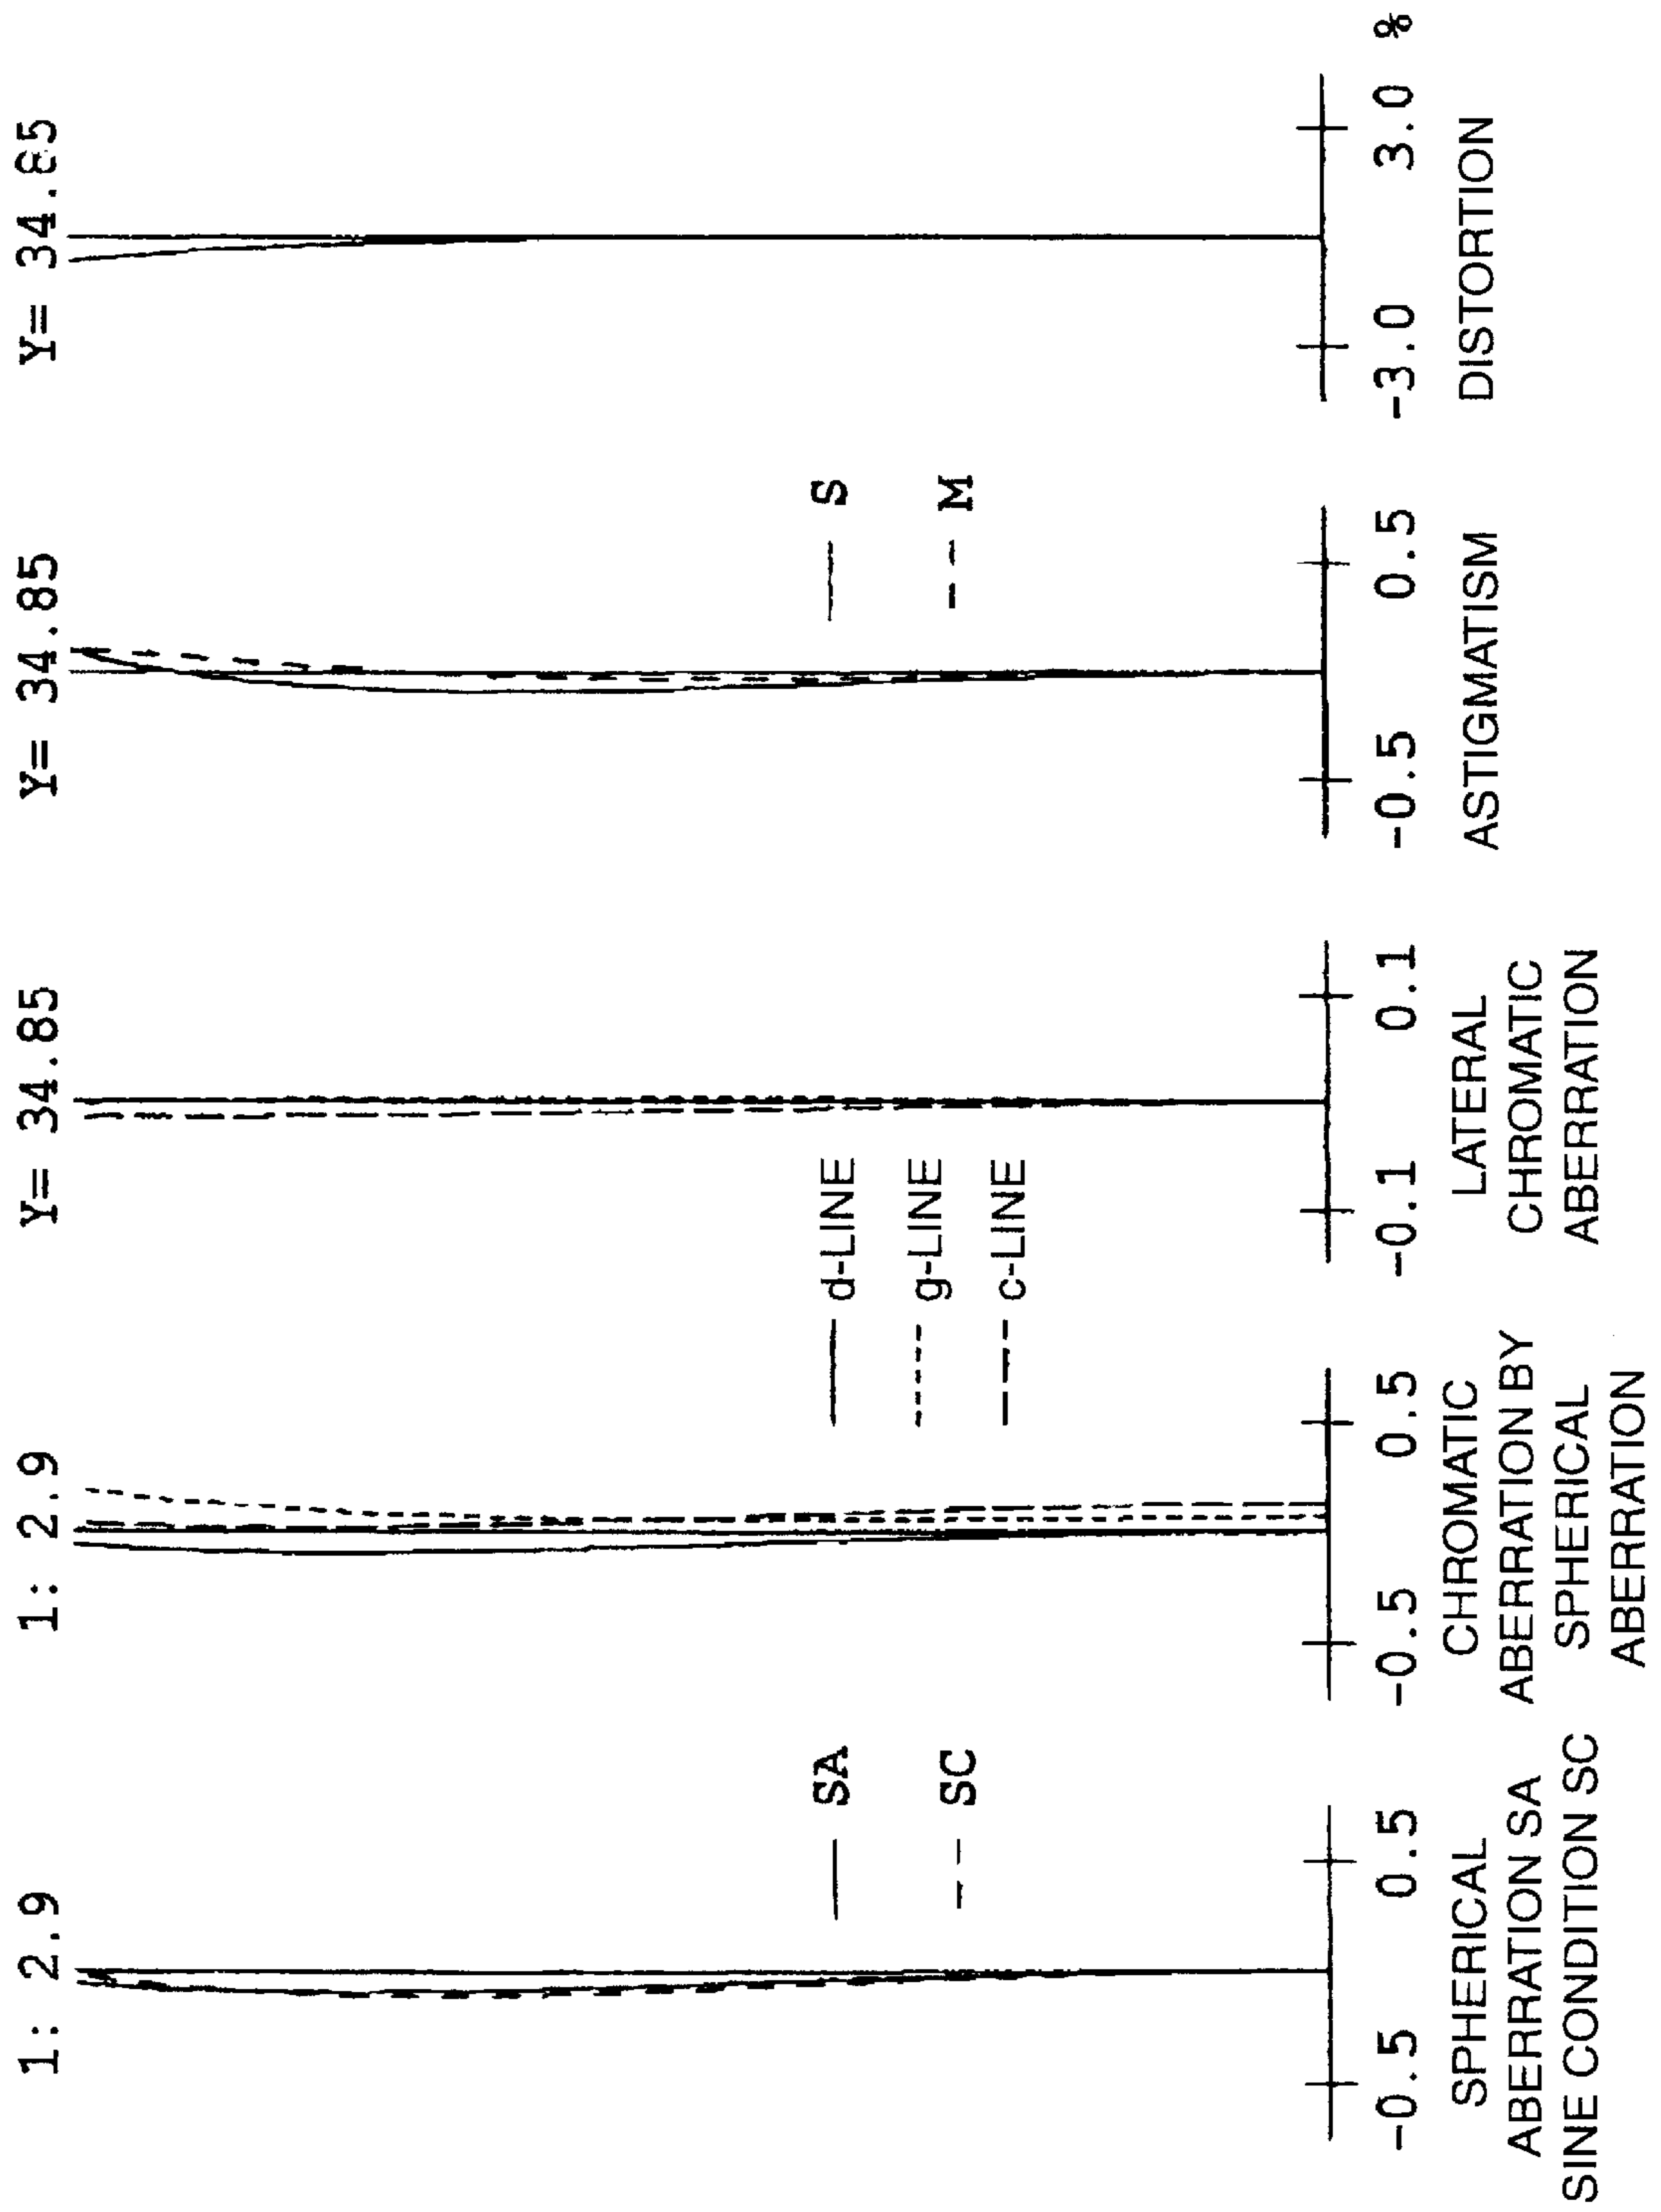 1: 2.9
SA
SC
-0.5 0.5
SPHERICAL
ABERRATION SA
SINE CONDITION SC
1: 2.9
d-LINE
g-LINE
c-LINE
-0.5 0.5
CHROMATIC
ABERRATION BY
SPHERICAL
ABERRATION
Y= 34.85
-0.1 0.1
LATERAL
CHROMATIC
ABERRATION
Y= 34.85
S
M
-0.5 0.5
ASTIGMATISM
Y= 34.85
-3.0 3.0 %
DISTORTION